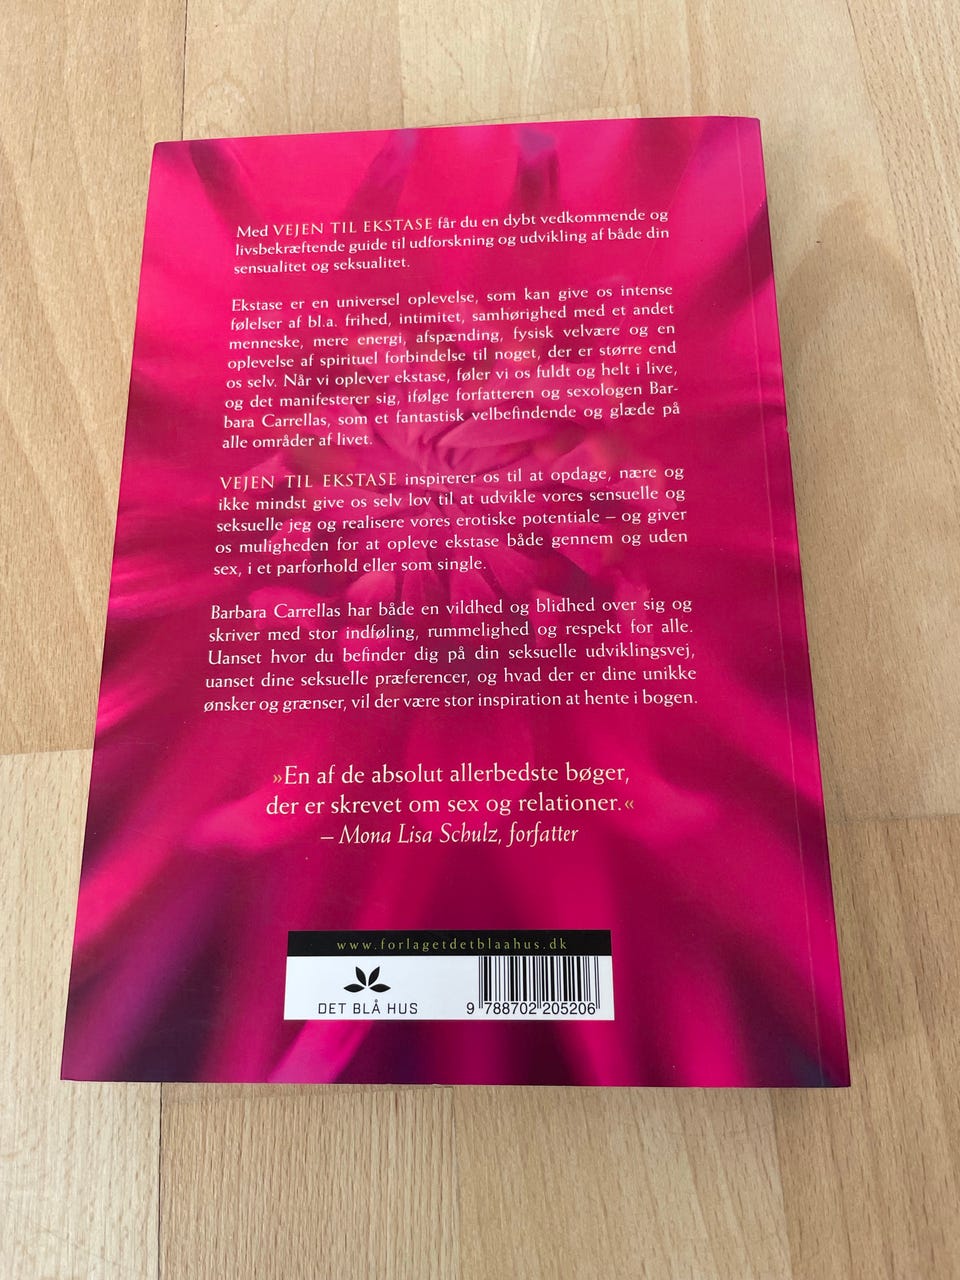 Med VEJEN TIL EKSTASE får du en dybt vedkommende og
livsbekræftende guide til udforskning og udvikling af både din
sensualitet og seksualitet.
Ekstase er en universel oplevelse, som kan give os intense
følelser af bl.a. frihed, intimitet, samhørighed med et andet
menneske, mere energi, afspænding, fysisk velvære og en
oplevelse af spirituel forbindelse til noget, der er større end
os selv. Når vi oplever ekstase, føler vi os fuldt og helt i live,
og det manifesterer sig, ifølge forfatteren og sexologen Bar-
bara Carrellas, som et fantastisk velbefindende og glæde på
alle områder af livet.
VEJEN TIL EKSTASE inspirerer os til at opdage, nære og
ikke mindst give os selv lov til at udvikle vores sensuelle og
seksuelle jeg og realisere vores erotiske potentiale – og giver
os muligheden for at opleve ekstase både gennem og uden
sex, i et parforhold eller som single.
Barbara Carrellas har både en vildhed og blidhed over sig og
skriver med stor indføling, rummelighed og respekt for alle.
Uanset hvor du befinder dig på din seksuelle udviklingsvej,
uanset dine seksuelle præferencer, og hvad der er dine unikke
ønsker og grænser, vil der være stor inspiration at hente i bogen.
»En af de absolut allerbedste bøger,
der er skrevet om sex og relationer.«
– Mona Lisa Schulz, forfatter
www.forlagetdetblaahus.dk
DET BLÅ HUS
9 788702 205206